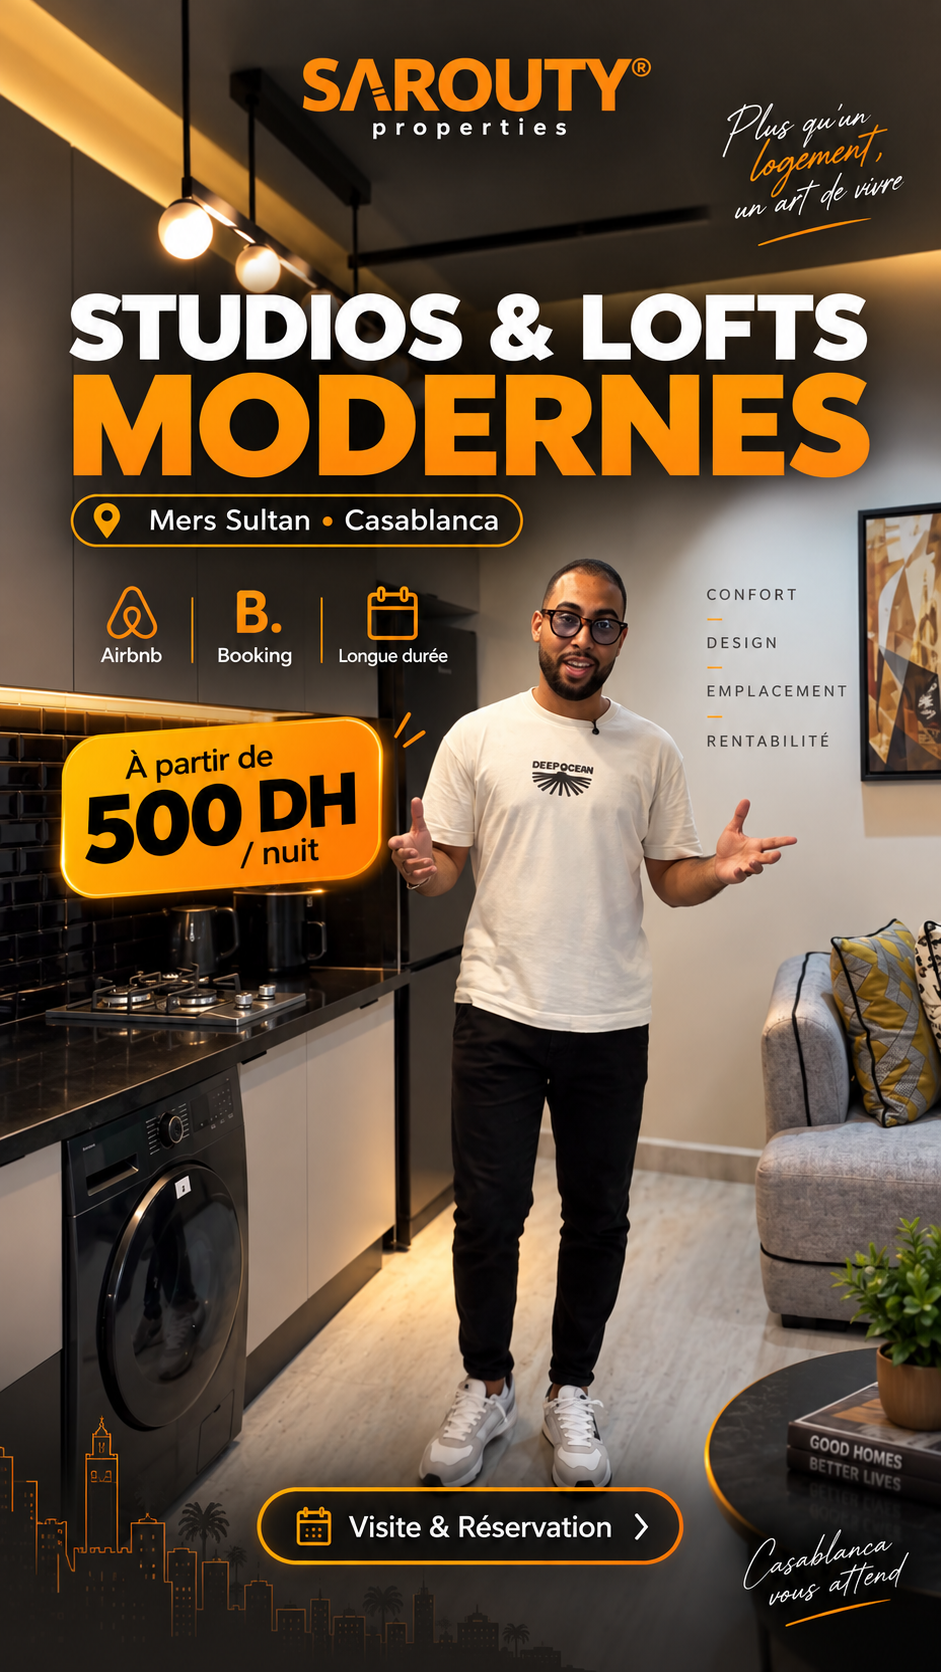 SAROUTY®
properties
Plus qu'un
logement,
un art de vivre
STUDIOS & LOFTS
MODERNES
Mers Sultan • Casablanca
Airbnb
B.
Booking
Longue durée
CONFORT
DESIGN
EMPLACEMENT
RENTABILITÉ
À partir de
500 DH
/ nuit
DEEP OCEAN
GOOD HOMES
BETTER LIVES
Visite & Réservation
Casablanca
vous attend